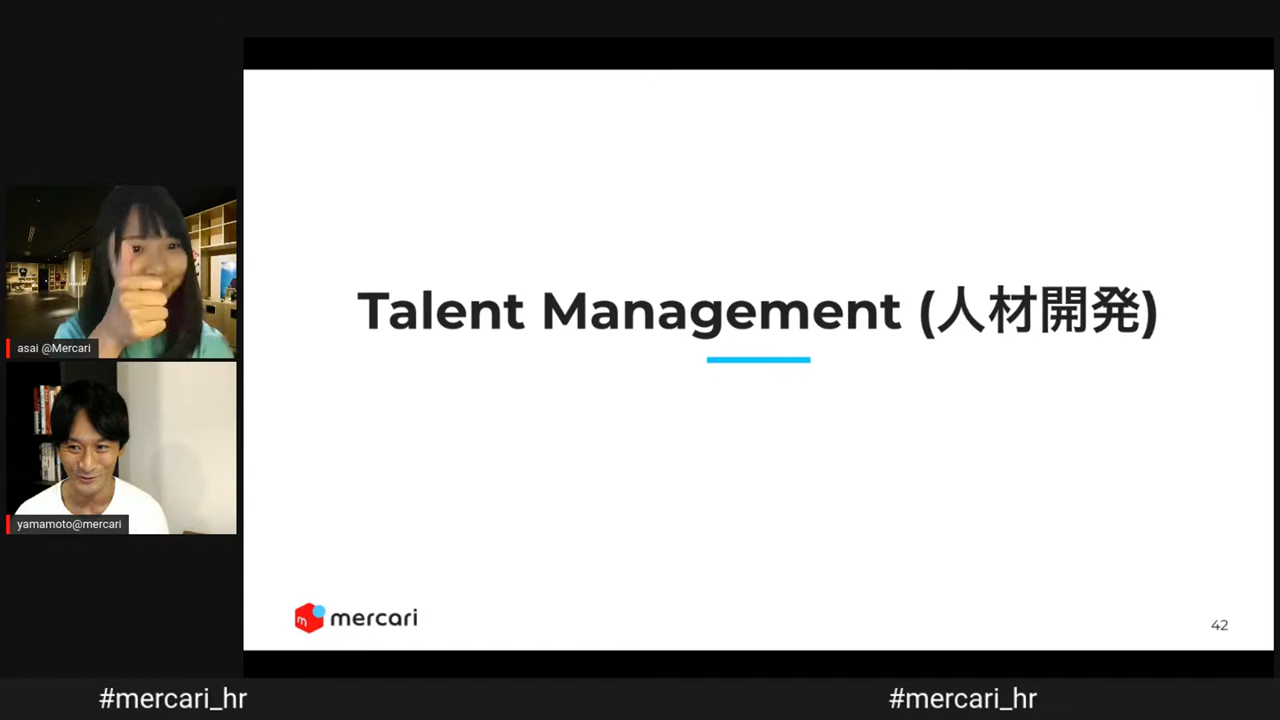 asai @Mercari
yamamoto@mercari
Talent Management (人材開発)
m mercari
42
#mercari_hr
#mercari_hr